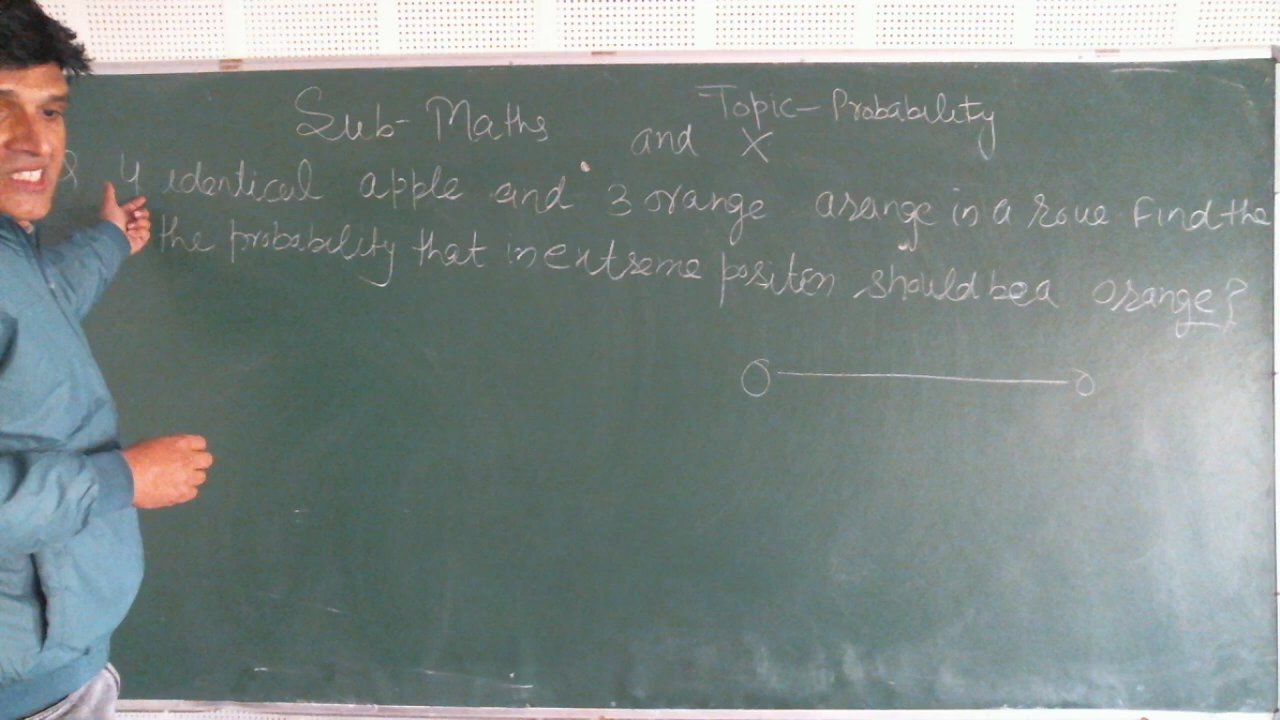 Sub- Maths Topic- Probability
and X
Q 4 identical apple and 3 orange arange in a roue Find the
the probability that in extreme positon should be a orange?
O O